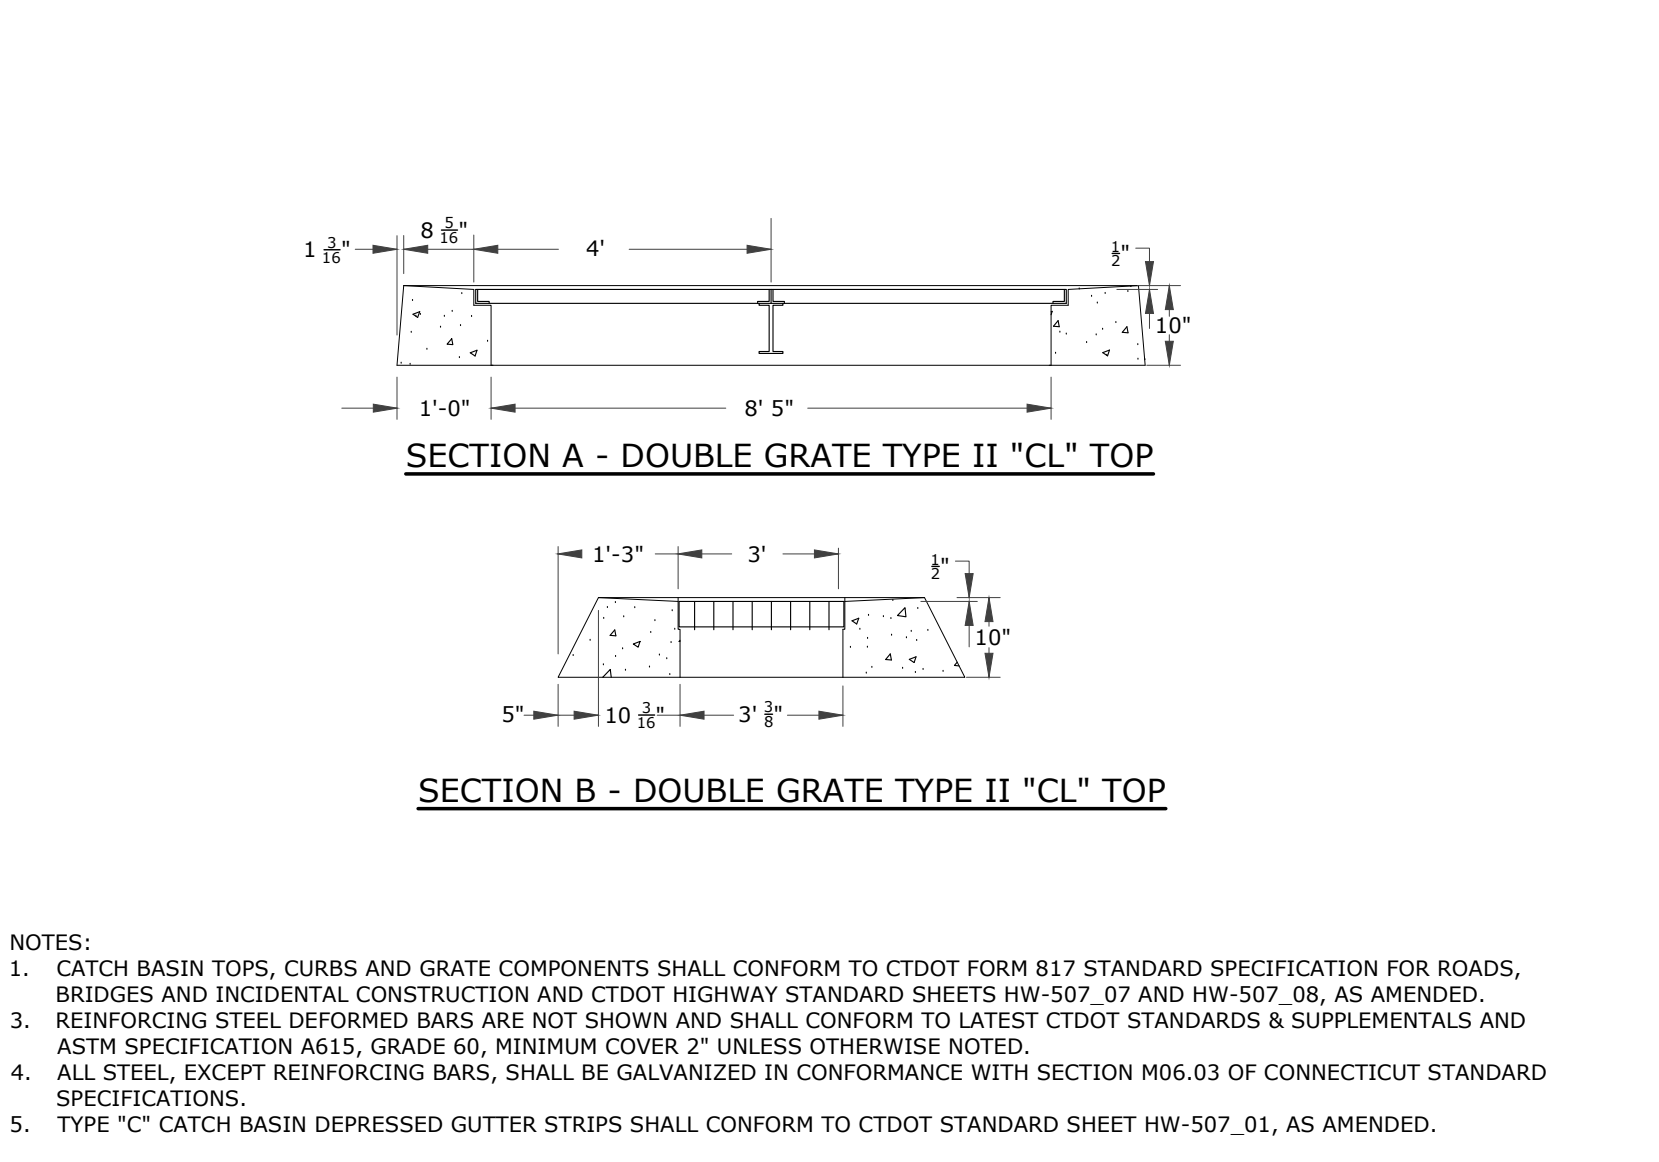 8 5/16"
1 3/16"
4'
1/2"
10"
1'-0"
8' 5"
SECTION A - DOUBLE GRATE TYPE II "CL" TOP
1'-3"
3'
1/2"
10"
5"
10 3/16"
3' 3/8"
SECTION B - DOUBLE GRATE TYPE II "CL" TOP
NOTES:
1. CATCH BASIN TOPS, CURBS AND GRATE COMPONENTS SHALL CONFORM TO CTDOT FORM 817 STANDARD SPECIFICATION FOR ROADS,
BRIDGES AND INCIDENTAL CONSTRUCTION AND CTDOT HIGHWAY STANDARD SHEETS HW-507_07 AND HW-507_08, AS AMENDED.
3. REINFORCING STEEL DEFORMED BARS ARE NOT SHOWN AND SHALL CONFORM TO LATEST CTDOT STANDARDS & SUPPLEMENTALS AND
ASTM SPECIFICATION A615, GRADE 60, MINIMUM COVER 2" UNLESS OTHERWISE NOTED.
4. ALL STEEL, EXCEPT REINFORCING BARS, SHALL BE GALVANIZED IN CONFORMANCE WITH SECTION M06.03 OF CONNECTICUT STANDARD
SPECIFICATIONS.
5. TYPE "C" CATCH BASIN DEPRESSED GUTTER STRIPS SHALL CONFORM TO CTDOT STANDARD SHEET HW-507_01, AS AMENDED.